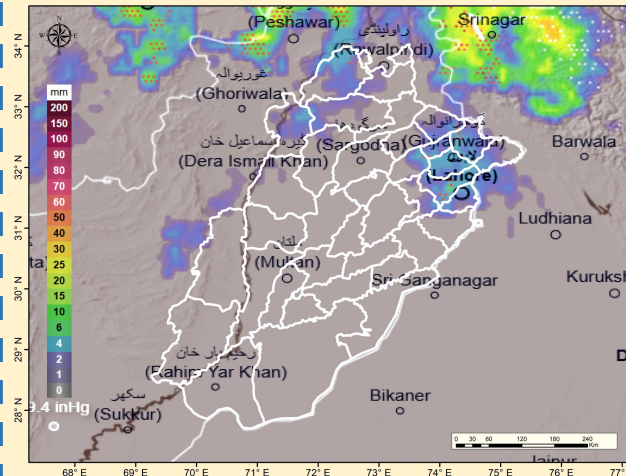 (Peshawar)
Srinagar
راولپنڈی
(Rawalpindi)
غوریوالہ
(Ghoriwala)
گوجرانوالہ
(Gujranwala)
Barwala
(Sargodha)
ڈیرہ اسماعیل خان
(Dera Ismail Khan)
لاہور
(Lahore)
Ludhiana
ملتان
(Multan)
Sri Ganganagar
رحیم یار خان
(Rahim Yar Khan)
Bikaner
سکھر
(Sukkur)
9.4 inHg
Jaipur
N
W
E
S
mm
200
150
100
90
80
70
60
50
40
30
25
20
15
10
6
4
2
1
0
34° N
33° N
32° N
31° N
30° N
29° N
28° N
68° E
69° E
70° E
71° E
72° E
73° E
74° E
75° E
76° E
77°
0 30 60 120 180 240
Km